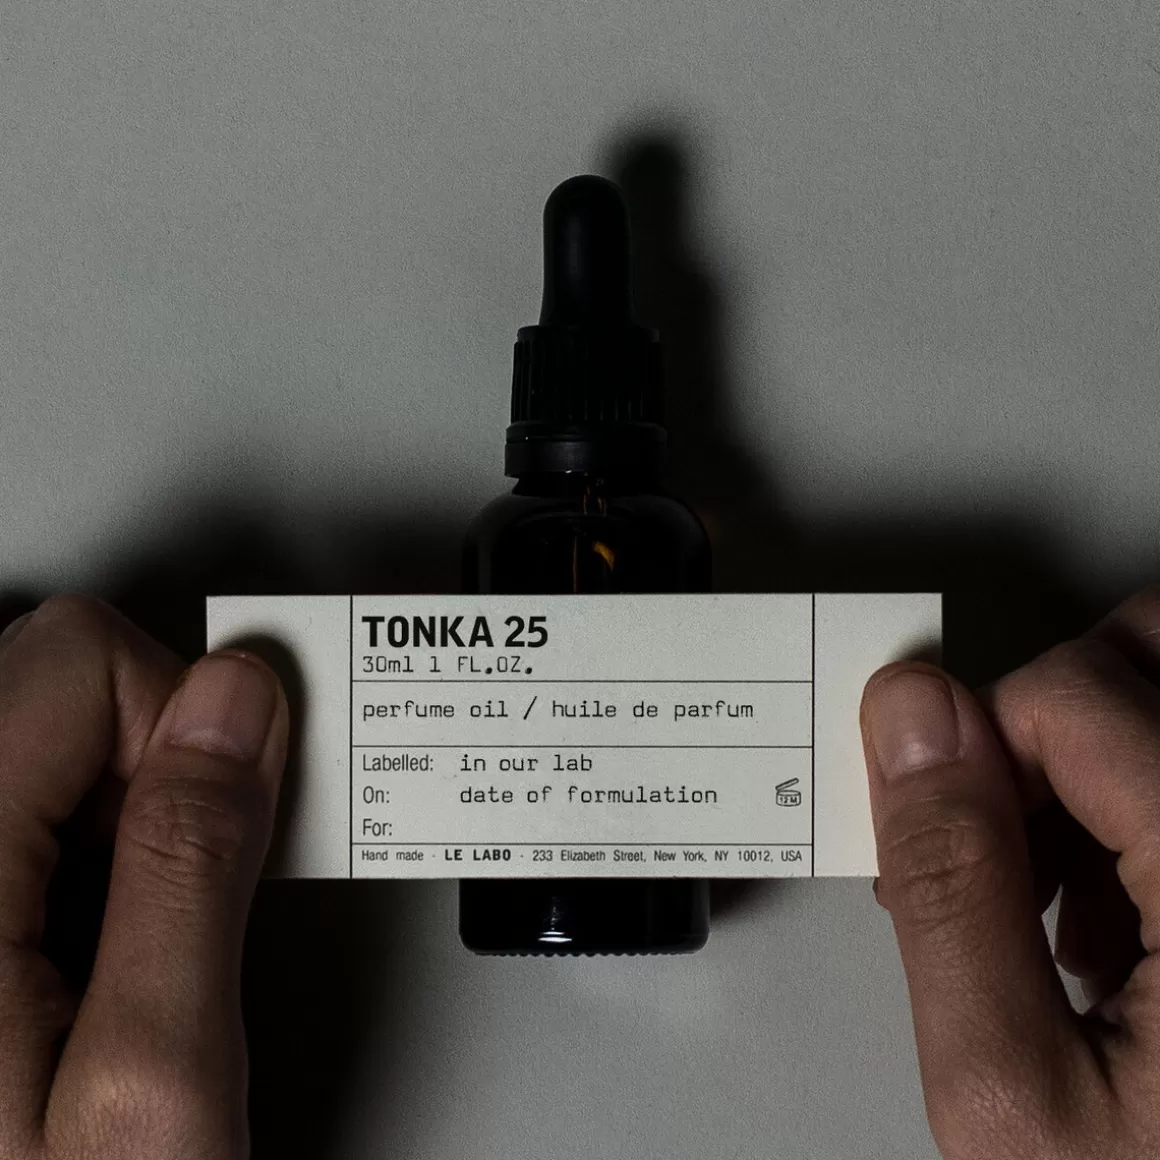 TONKA 25
30ml 1 FL.OZ.
perfume oil / huile de parfum
Labelled: in our lab
On: date of formulation
12 M
For:
Hand made · LE LABO · 233 Elizabeth Street, New York, NY 10012, USA